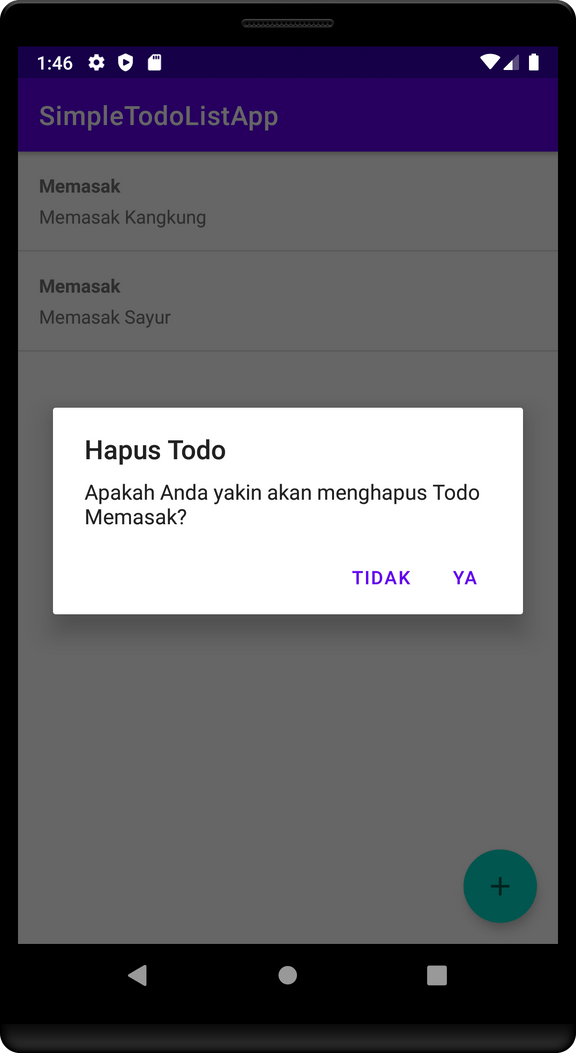 1:46
SimpleTodoListApp
Memasak
Memasak Kangkung
Memasak
Memasak Sayur
Hapus Todo
Apakah Anda yakin akan menghapus Todo
Memasak?
TIDAK YA